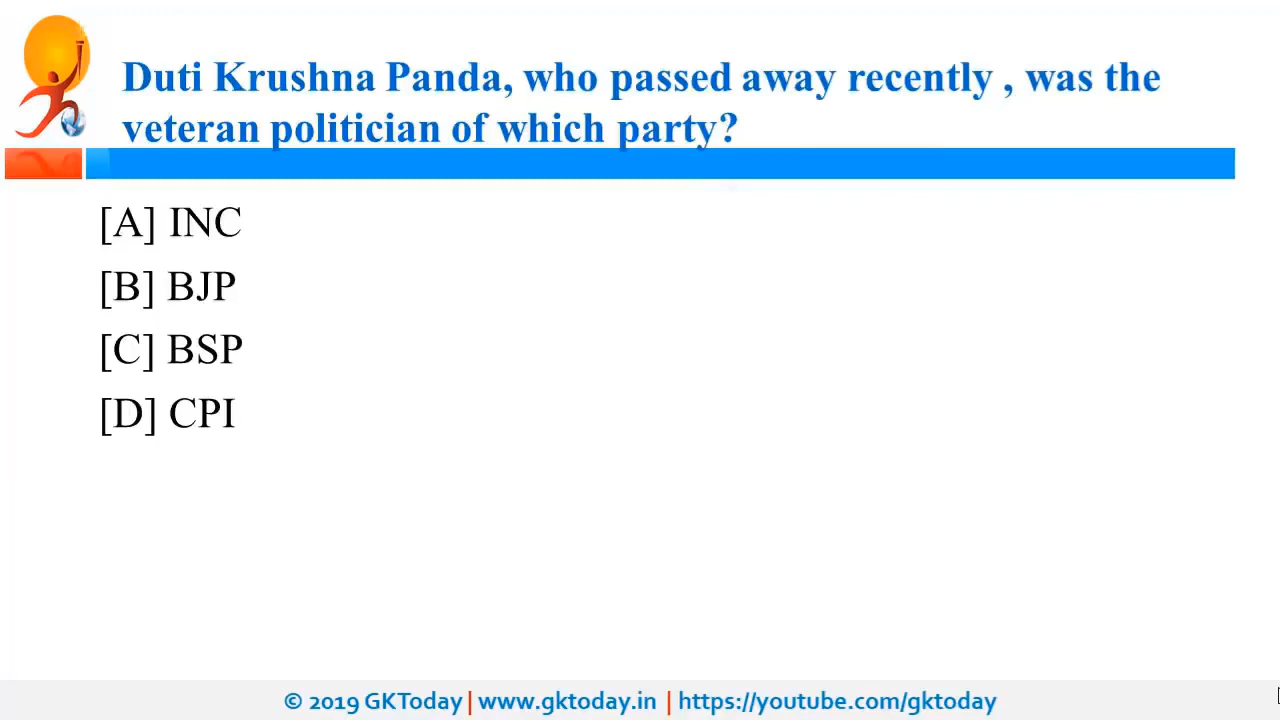 Duti Krushna Panda, who passed away recently , was the
veteran politician of which party?
[A] INC
[B] BJP
[C] BSP
[D] CPI
© 2019 GKToday | www.gktoday.in | https://youtube.com/gktoday